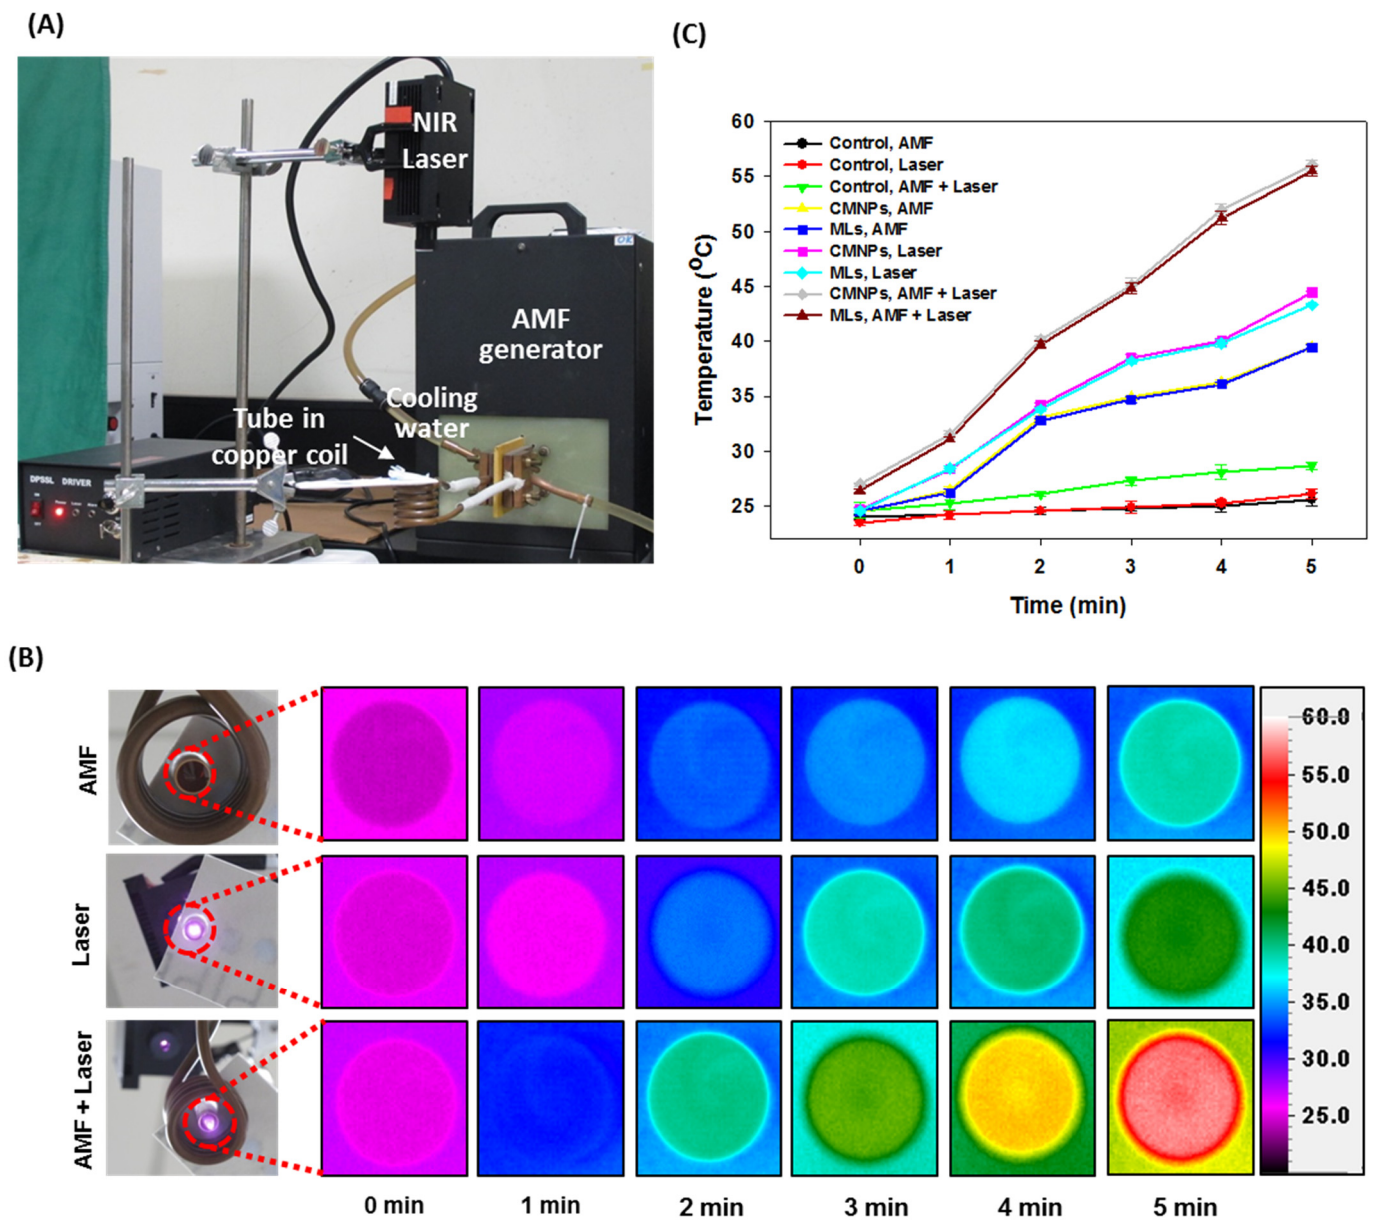 (A)
NIR
Laser
AMF
generator
Cooling
water
Tube in
copper coil
DPSSL DRIVER
(C)
60
55
50
45
40
35
30
25
Temperature (°C)
Control, AMF
Control, Laser
Control, AMF + Laser
CMNPs, AMF
MLs, AMF
CMNPs, Laser
MLs, Laser
CMNPs, AMF + Laser
MLs, AMF + Laser
0 1 2 3 4 5
Time (min)
(B)
AMF
Laser
AMF + Laser
0 min 1 min 2 min 3 min 4 min 5 min
60.0
55.0
50.0
45.0
40.0
35.0
30.0
25.0